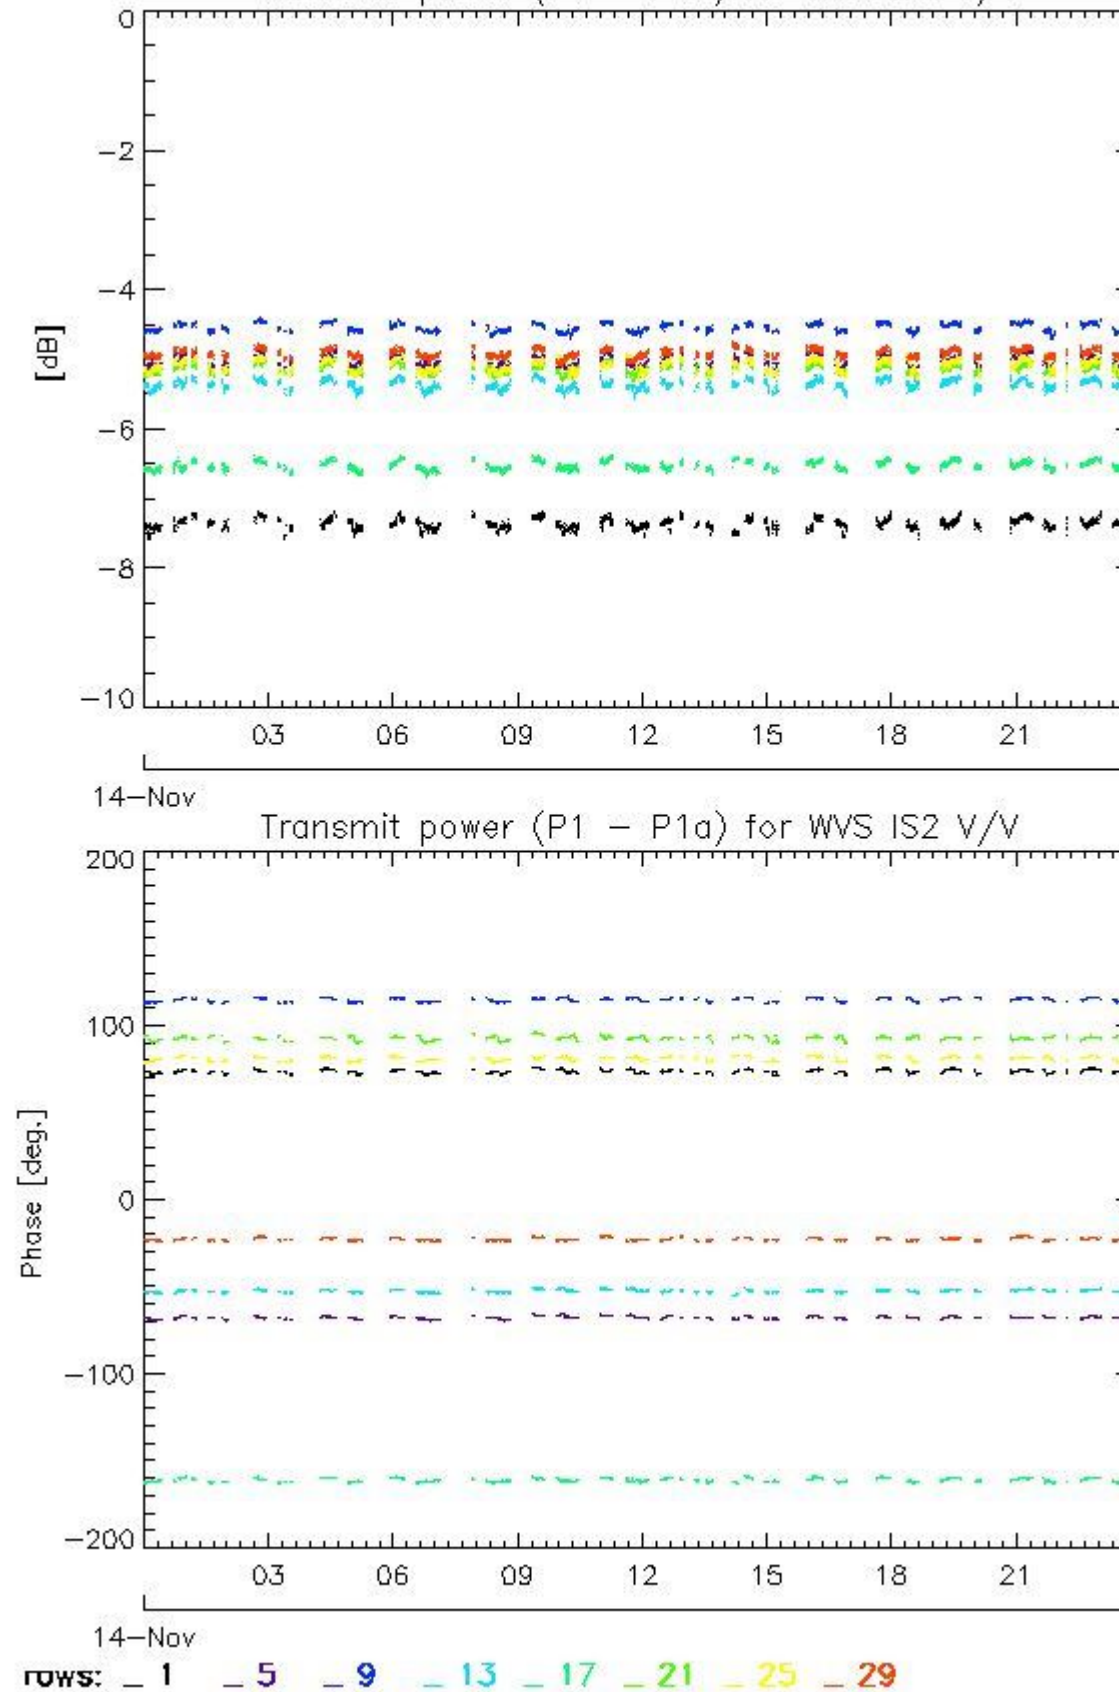 0
−2
−4
[dB]
−6
−8
−10
03 06 09 12 15 18 21
14−Nov
Transmit power (P1 − P1a) for WVS IS2 V/V
200
100
0
Phase [deg.]
−100
−200
03 06 09 12 15 18 21
14−Nov
rows: _ 1 _ 5 _ 9 _ 13 _ 17 _ 21 _ 25 _ 29